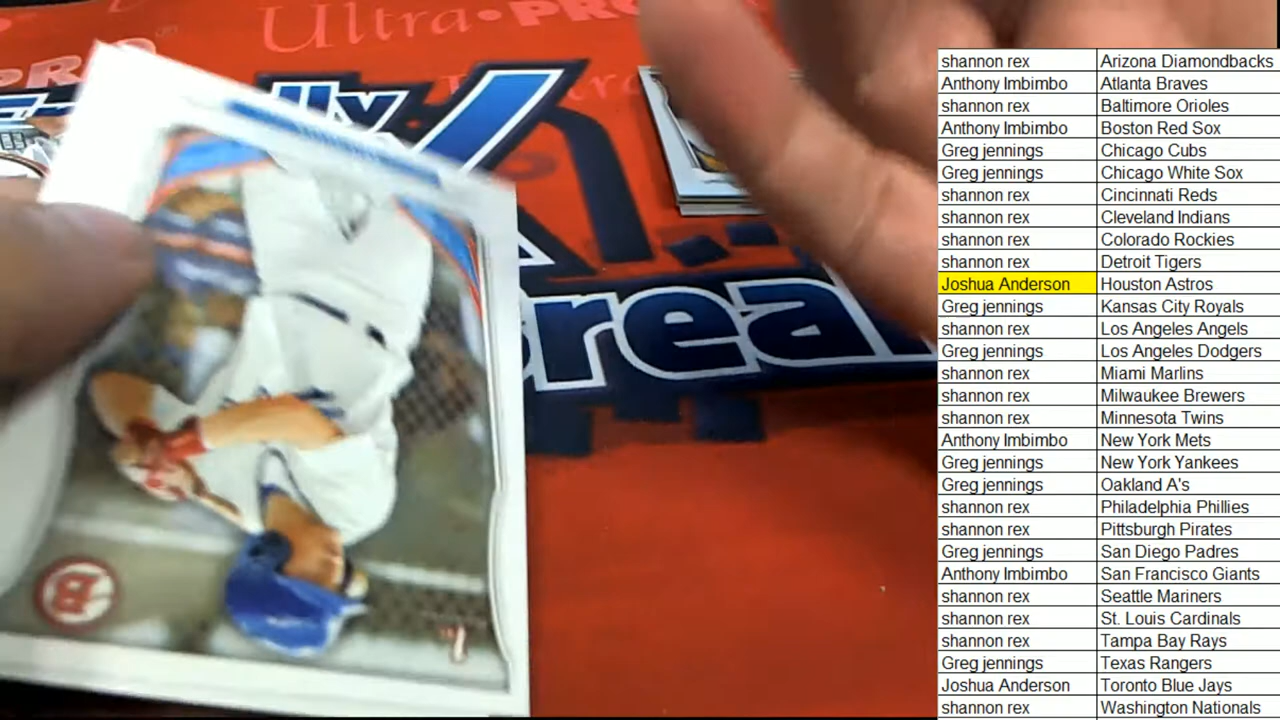 Ultra•PRO
PRO
lly
Brea
B
shannon rex Arizona Diamondbacks
Anthony Imbimbo Atlanta Braves
shannon rex Baltimore Orioles
Anthony Imbimbo Boston Red Sox
Greg jennings Chicago Cubs
Greg jennings Chicago White Sox
shannon rex Cincinnati Reds
shannon rex Cleveland Indians
shannon rex Colorado Rockies
shannon rex Detroit Tigers
Joshua Anderson Houston Astros
Greg jennings Kansas City Royals
shannon rex Los Angeles Angels
Greg jennings Los Angeles Dodgers
shannon rex Miami Marlins
shannon rex Milwaukee Brewers
shannon rex Minnesota Twins
Anthony Imbimbo New York Mets
Greg jennings New York Yankees
Greg jennings Oakland A's
shannon rex Philadelphia Phillies
shannon rex Pittsburgh Pirates
Greg jennings San Diego Padres
Anthony Imbimbo San Francisco Giants
shannon rex Seattle Mariners
shannon rex St. Louis Cardinals
shannon rex Tampa Bay Rays
Greg jennings Texas Rangers
Joshua Anderson Toronto Blue Jays
shannon rex Washington Nationals